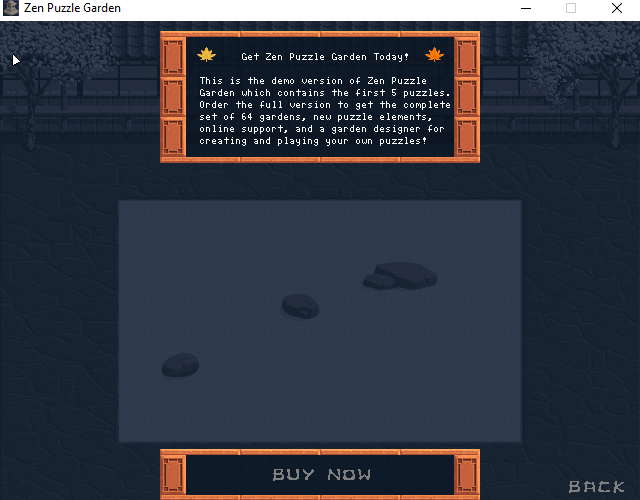 Zen Puzzle Garden
Get Zen Puzzle Garden Today!
This is the demo version of Zen Puzzle
Garden which contains the first 5 puzzles.
Order the full version to get the complete
set of 64 gardens, new puzzle elements,
online support, and a garden designer for
creating and playing your own puzzles!
BUY NOW
BACK